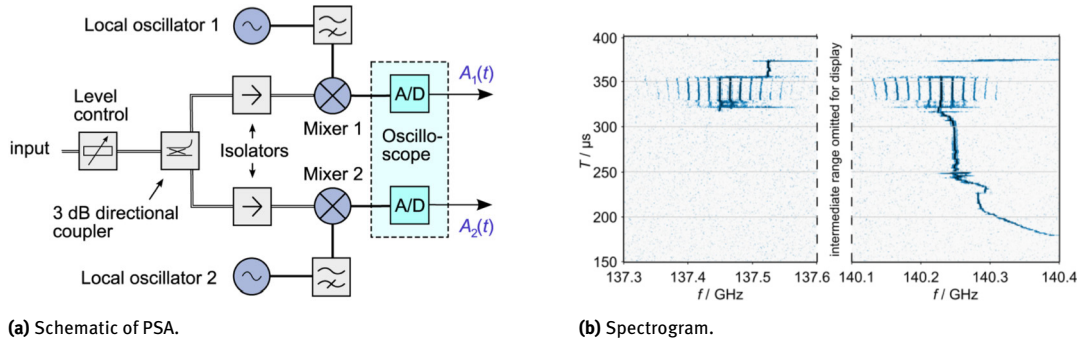 Local oscillator 1
A₁(t)
A/D
Level
control
Mixer 1
input
Isolators
Oscillo-
scope
Mixer 2
3 dB directional
coupler
A/D
A₂(t)
Local oscillator 2
(a) Schematic of PSA.
400
350
300
250
200
150
T / µs
137.3
137.4
137.5
137.6
f / GHz
intermediate range omitted for display
140.1
140.2
140.3
140.4
f / GHz
(b) Spectrogram.